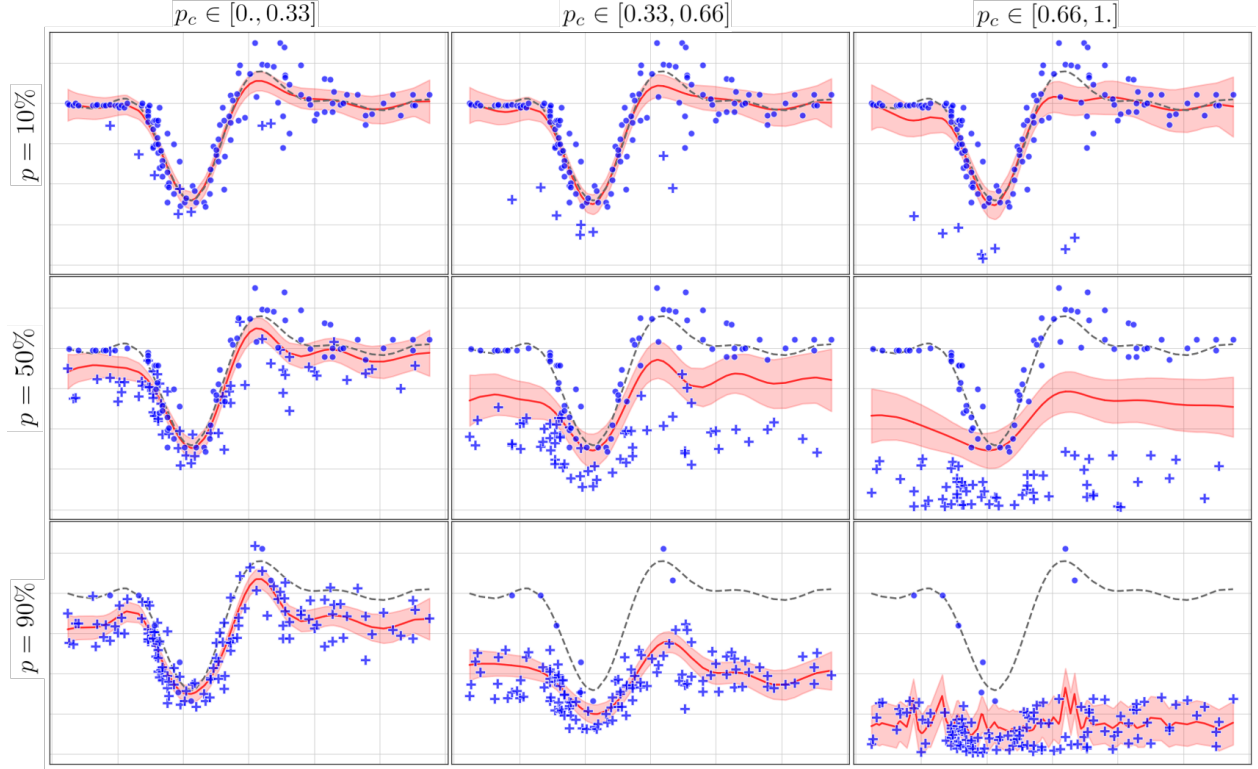 p_c ∈ [0., 0.33]
p_c ∈ [0.33, 0.66]
p_c ∈ [0.66, 1.]
p = 10%
p = 50%
p = 90%